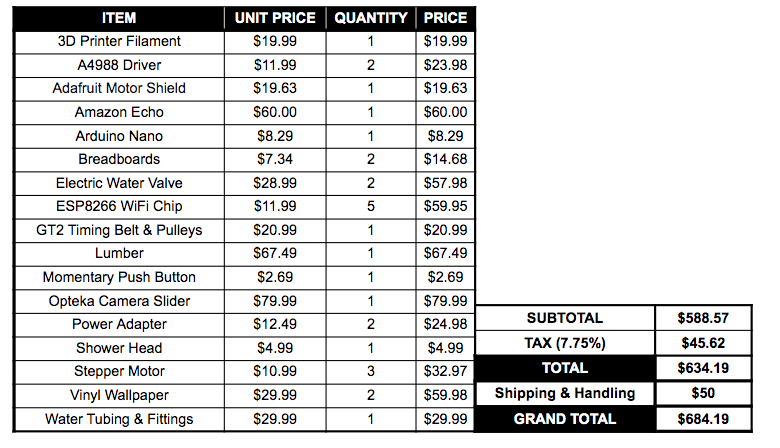 ITEM UNIT PRICE QUANTITY PRICE
3D Printer Filament $19.99 1 $19.99
A4988 Driver $11.99 2 $23.98
Adafruit Motor Shield $19.63 1 $19.63
Amazon Echo $60.00 1 $60.00
Arduino Nano $8.29 1 $8.29
Breadboards $7.34 2 $14.68
Electric Water Valve $28.99 2 $57.98
ESP8266 WiFi Chip $11.99 5 $59.95
GT2 Timing Belt & Pulleys $20.99 1 $20.99
Lumber $67.49 1 $67.49
Momentary Push Button $2.69 1 $2.69
Opteka Camera Slider $79.99 1 $79.99
Power Adapter $12.49 2 $24.98
Shower Head $4.99 1 $4.99
Stepper Motor $10.99 3 $32.97
Vinyl Wallpaper $29.99 2 $59.98
Water Tubing & Fittings $29.99 1 $29.99
SUBTOTAL $588.57
TAX (7.75%) $45.62
TOTAL $634.19
Shipping & Handling $50
GRAND TOTAL $684.19